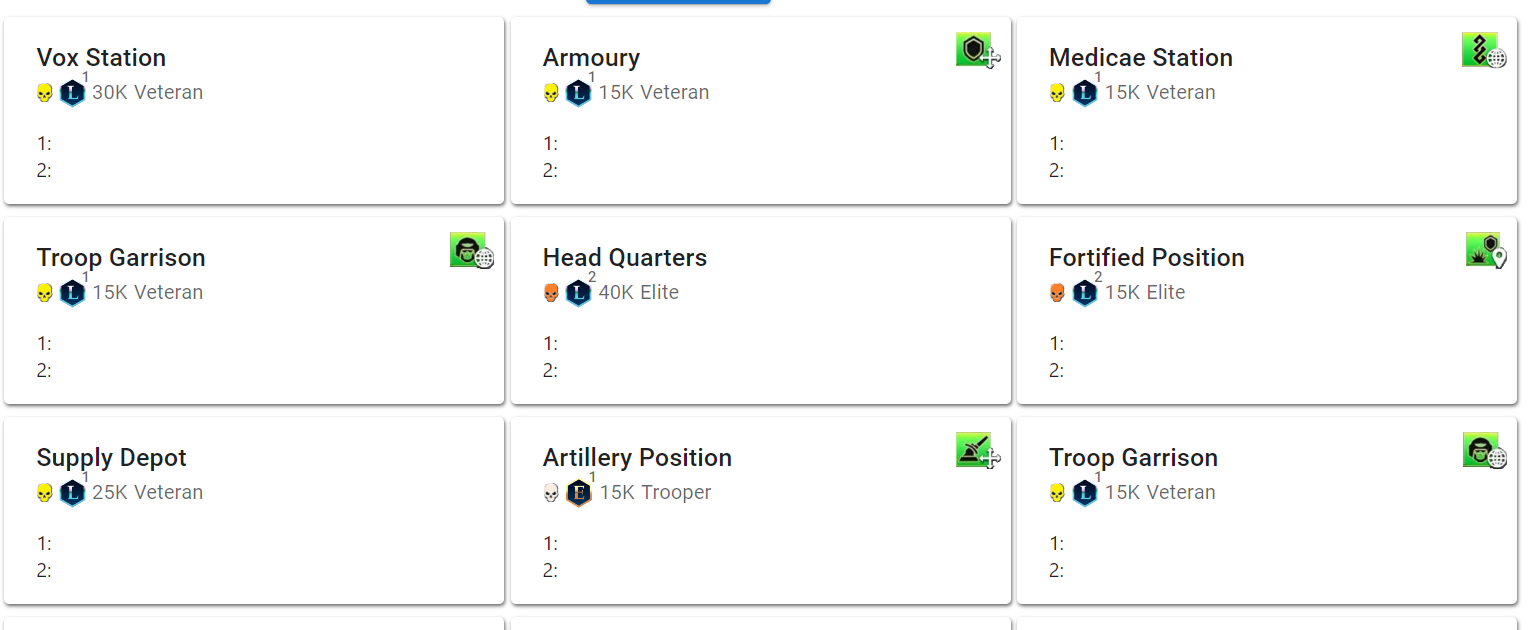 Vox Station
L 1 30K Veteran
1:
2:
Armoury
L 1 15K Veteran
1:
2:
Medicae Station
L 1 15K Veteran
1:
2:
Troop Garrison
L 1 15K Veteran
1:
2:
Head Quarters
L 2 40K Elite
1:
2:
Fortified Position
L 2 15K Elite
1:
2:
Supply Depot
L 1 25K Veteran
1:
2:
Artillery Position
E 1 15K Trooper
1:
2:
Troop Garrison
L 1 15K Veteran
1:
2: